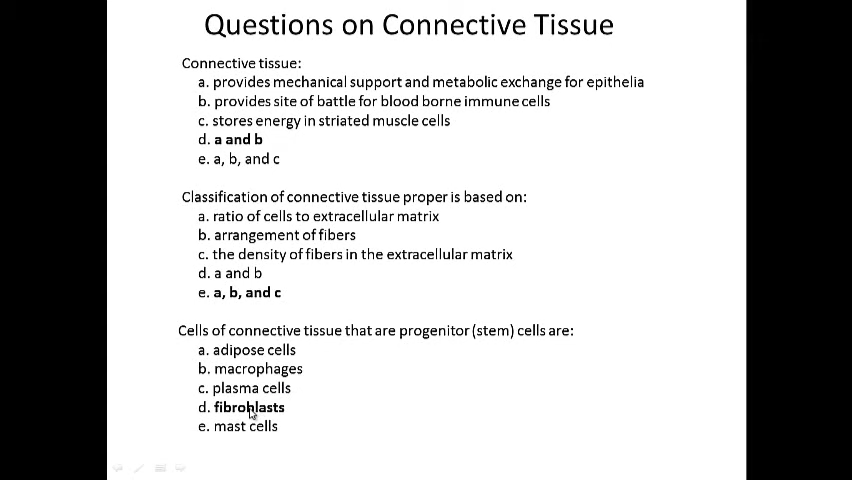 Questions on Connective Tissue
Connective tissue:
a. provides mechanical support and metabolic exchange for epithelia
b. provides site of battle for blood borne immune cells
c. stores energy in striated muscle cells
d. a and b
e. a, b, and c
Classification of connective tissue proper is based on:
a. ratio of cells to extracellular matrix
b. arrangement of fibers
c. the density of fibers in the extracellular matrix
d. a and b
e. a, b, and c
Cells of connective tissue that are progenitor (stem) cells are:
a. adipose cells
b. macrophages
c. plasma cells
d. fibroblasts
e. mast cells